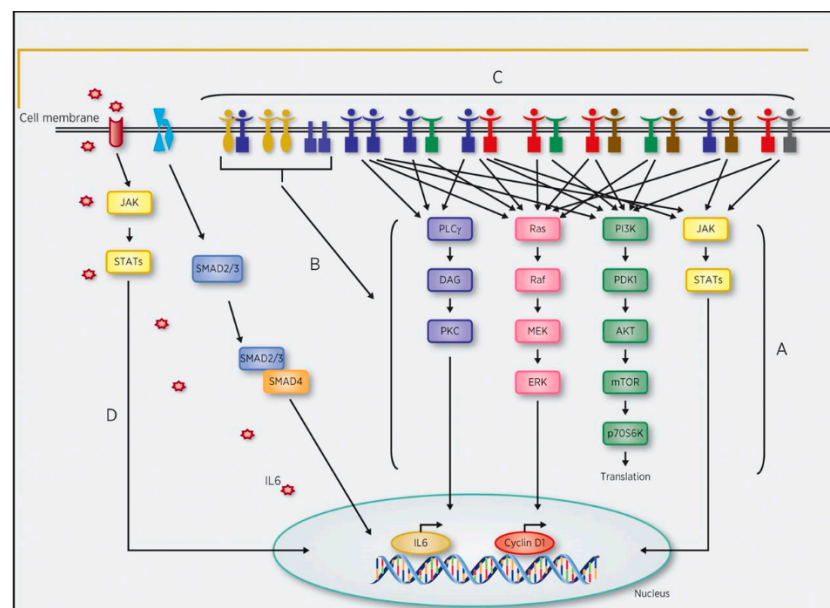 C
Cell membrane
JAK
STATs
SMAD2/3
SMAD2/3
SMAD4
B
PLCγ
DAG
PKC
Ras
Raf
MEK
ERK
PI3K
PDK1
AKT
mTOR
p70S6K
Translation
JAK
STATs
A
D
IL6
IL6
Cyclin D1
Nucleus